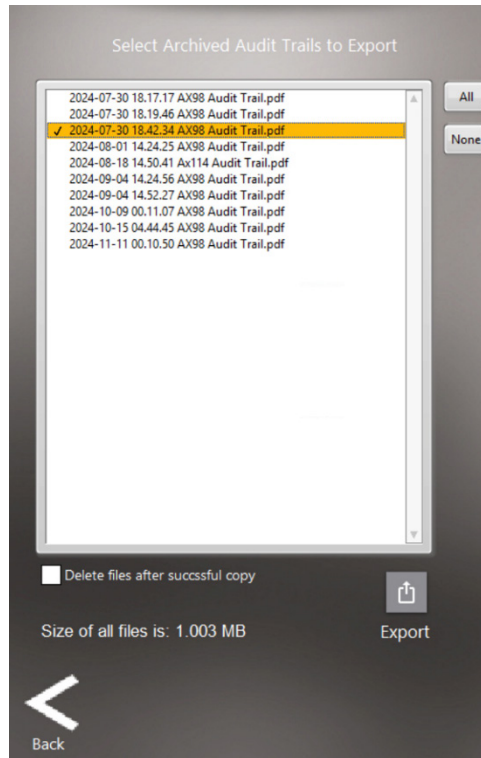 Select Archived Audit Trails to Export
2024-07-30 18.17.17 AX98 Audit Trail.pdf
All
2024-07-30 18.19.46 AX98 Audit Trail.pdf
✓ 2024-07-30 18.42.34 AX98 Audit Trail.pdf
None
2024-08-01 14.24.25 AX98 Audit Trail.pdf
2024-08-18 14.50.41 Ax114 Audit Trail.pdf
2024-09-04 14.24.56 AX98 Audit Trail.pdf
2024-09-04 14.52.27 AX98 Audit Trail.pdf
2024-10-09 00.11.07 AX98 Audit Trail.pdf
2024-10-15 04.44.45 AX98 Audit Trail.pdf
2024-11-11 00.10.50 AX98 Audit Trail.pdf
Delete files after succssful copy
Size of all files is: 1.003 MB
Export
Back